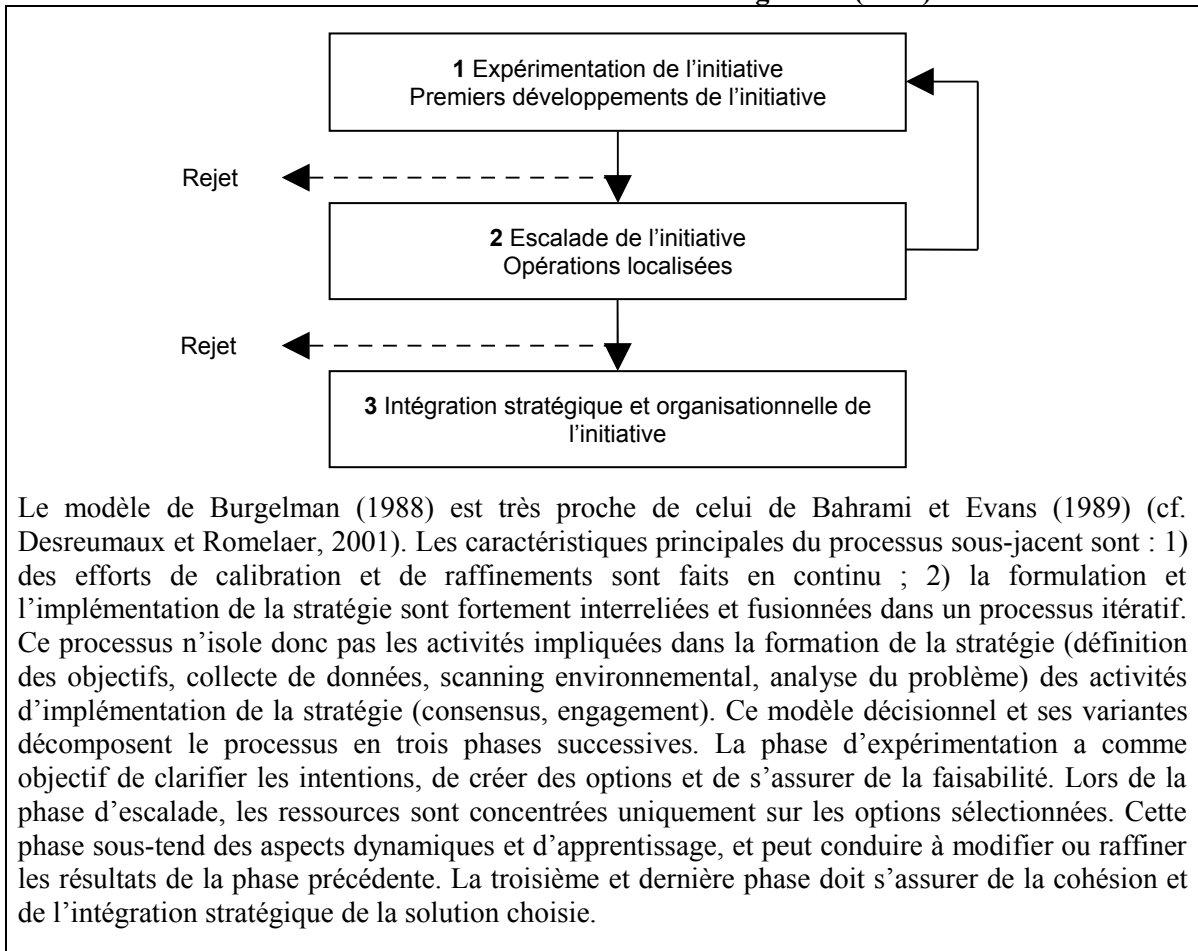 1 Expérimentation de l'initiative
Premiers développements de l'initiative
Rejet
2 Escalade de l'initiative
Opérations localisées
Rejet
3 Intégration stratégique et organisationnelle de
l'initiative
Le modèle de Burgelman (1988) est très proche de celui de Bahrami et Evans (1989) (cf.
Desreumaux et Romelaer, 2001). Les caractéristiques principales du processus sous-jacent sont : 1)
des efforts de calibration et de raffinements sont faits en continu ; 2) la formulation et
l'implémentation de la stratégie sont fortement interreliées et fusionnées dans un processus itératif.
Ce processus n'isole donc pas les activités impliquées dans la formation de la stratégie (définition
des objectifs, collecte de données, scanning environnemental, analyse du problème) des activités
d'implémentation de la stratégie (consensus, engagement). Ce modèle décisionnel et ses variantes
décomposent le processus en trois phases successives. La phase d'expérimentation a comme
objectif de clarifier les intentions, de créer des options et de s'assurer de la faisabilité. Lors de la
phase d'escalade, les ressources sont concentrées uniquement sur les options sélectionnées. Cette
phase sous-tend des aspects dynamiques et d'apprentissage, et peut conduire à modifier ou raffiner
les résultats de la phase précédente. La troisième et dernière phase doit s'assurer de la cohésion et
de l'intégration stratégique de la solution choisie.